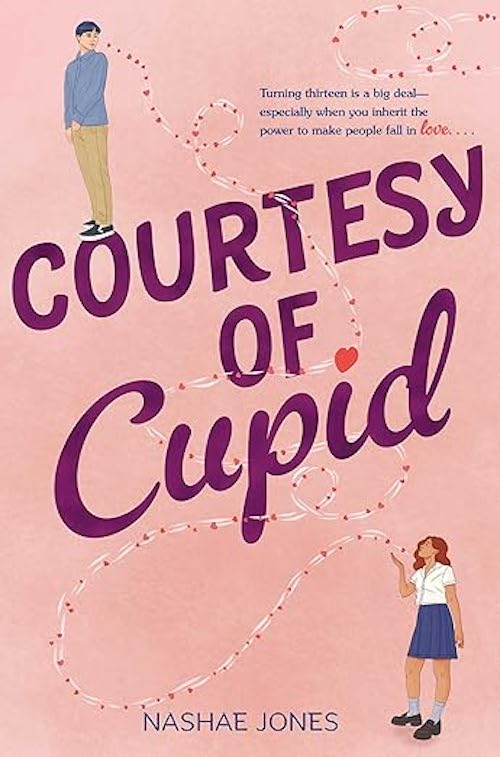 Turning thirteen is a big deal—
especially when you inherit the
power to make people fall in love. . . .
COURTESY
OF
Cupid
NASHAE JONES